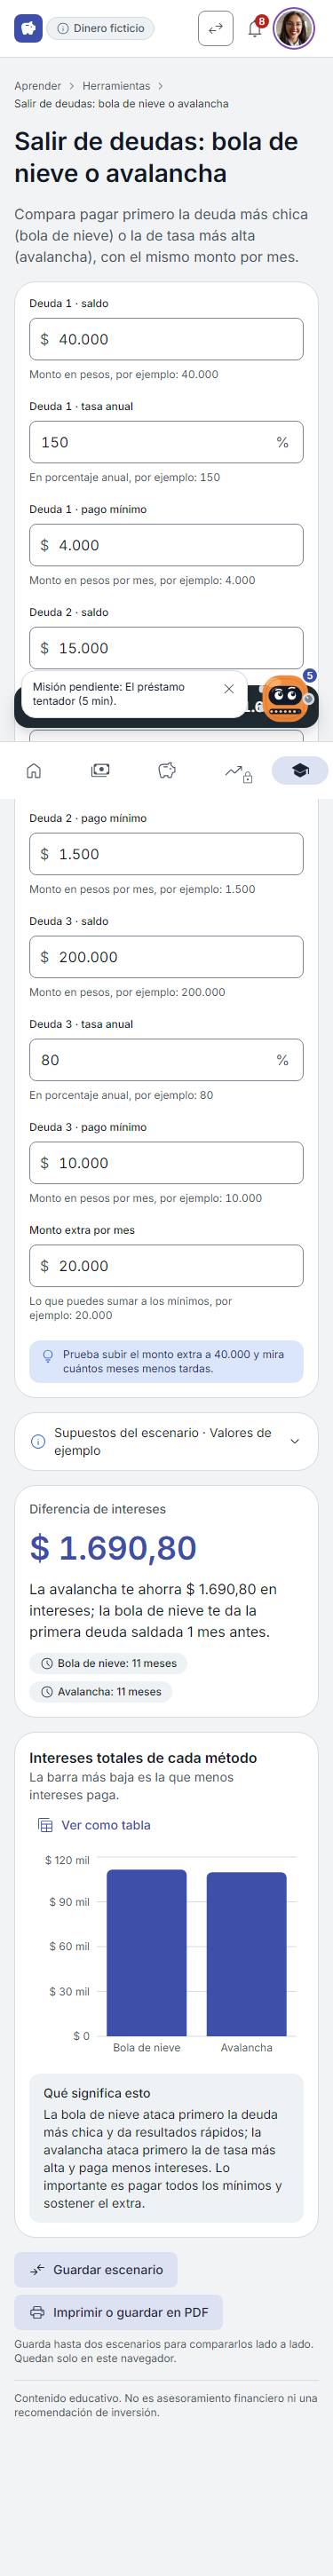 Dinero ficticio
8
Aprender > Herramientas >
Salir de deudas: bola de nieve o avalancha
Salir de deudas: bola de
nieve o avalancha
Compara pagar primero la deuda más chica
(bola de nieve) o la de tasa más alta
(avalancha), con el mismo monto por mes.
Deuda 1 · saldo
$ 40.000
Monto en pesos, por ejemplo: 40.000
Deuda 1 · tasa anual
150 %
En porcentaje anual, por ejemplo: 150
Deuda 1 · pago mínimo
$ 4.000
Monto en pesos por mes, por ejemplo: 4.000
Deuda 2 · saldo
$ 15.000
Misión pendiente: El préstamo
tentador (5 min).
5
Deuda 2 · pago mínimo
$ 1.500
Monto en pesos por mes, por ejemplo: 1.500
Deuda 3 · saldo
$ 200.000
Monto en pesos, por ejemplo: 200.000
Deuda 3 · tasa anual
80 %
En porcentaje anual, por ejemplo: 80
Deuda 3 · pago mínimo
$ 10.000
Monto en pesos por mes, por ejemplo: 10.000
Monto extra por mes
$ 20.000
Lo que puedes sumar a los mínimos, por
ejemplo: 20.000
Prueba subir el monto extra a 40.000 y mira
cuántos meses menos tardas.
Supuestos del escenario · Valores de
ejemplo
Diferencia de intereses
$ 1.690,80
La avalancha te ahorra $ 1.690,80 en
intereses; la bola de nieve te da la
primera deuda saldada 1 mes antes.
Bola de nieve: 11 meses
Avalancha: 11 meses
Intereses totales de cada método
La barra más baja es la que menos
intereses paga.
Ver como tabla
$ 120 mil
$ 90 mil
$ 60 mil
$ 30 mil
$ 0
Bola de nieve Avalancha
Qué significa esto
La bola de nieve ataca primero la deuda
más chica y da resultados rápidos; la
avalancha ataca primero la de tasa más
alta y paga menos intereses. Lo
importante es pagar todos los mínimos y
sostener el extra.
Guardar escenario
Imprimir o guardar en PDF
Guarda hasta dos escenarios para compararlos lado a lado.
Quedan solo en este navegador.
Contenido educativo. No es asesoramiento financiero ni una
recomendación de inversión.